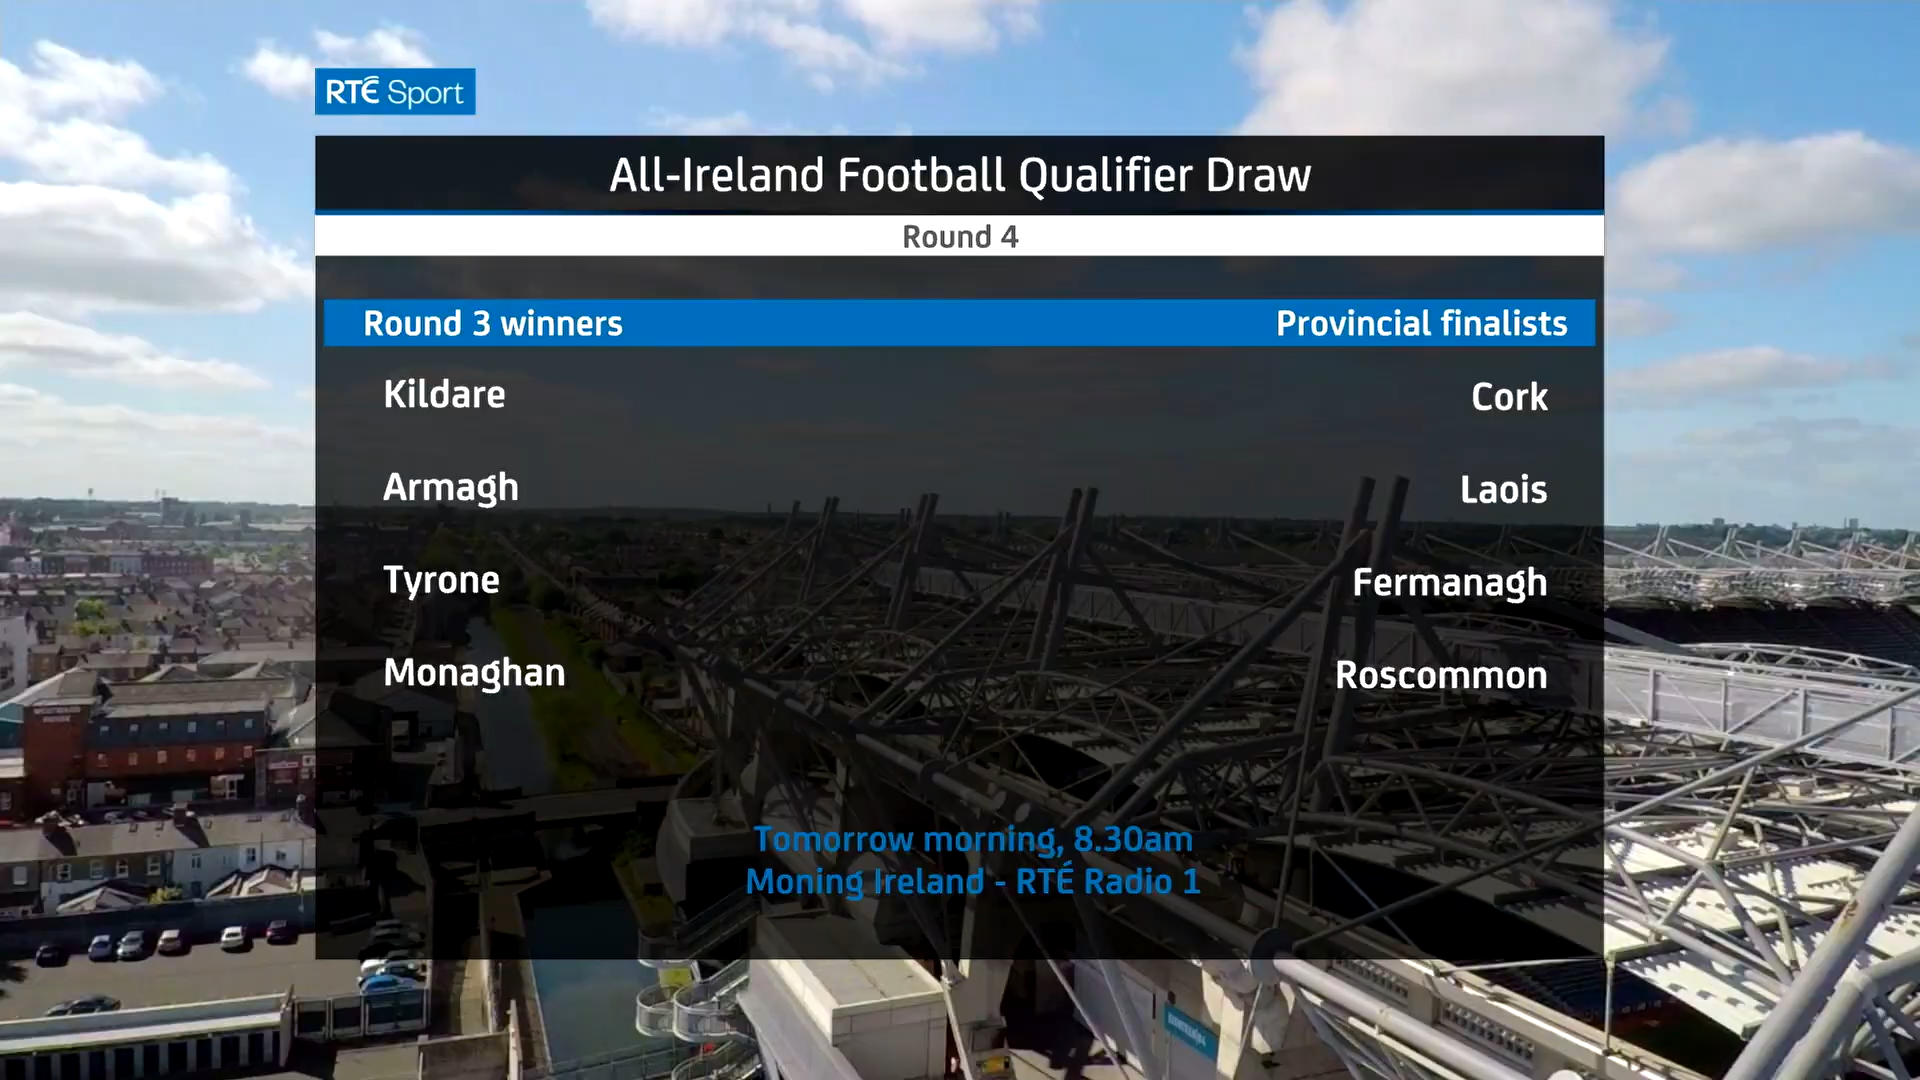 RTÉ Sport
All-Ireland Football Qualifier Draw
Round 4
Round 3 winners Provincial finalists
Kildare Cork
Armagh Laois
Tyrone Fermanagh
Monaghan Roscommon
Tomorrow morning, 8.30am
Moning Ireland - RTÉ Radio 1